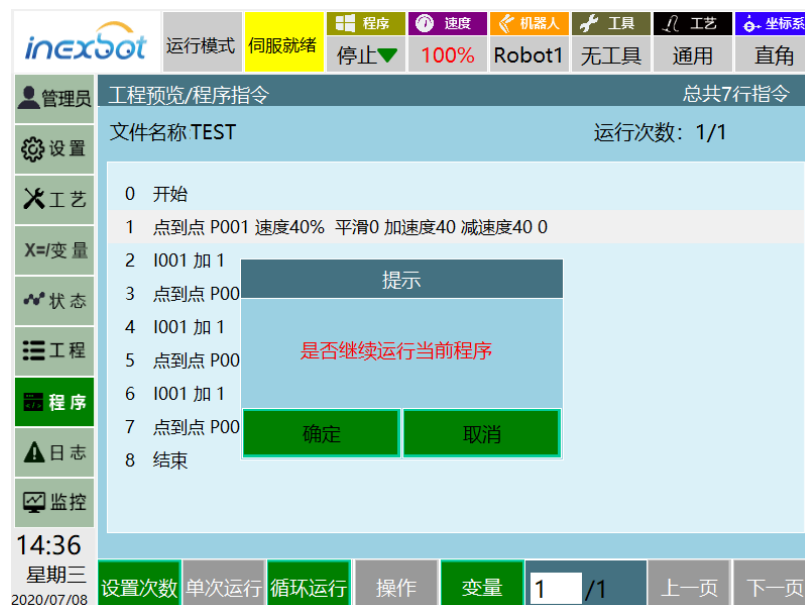 inexbot 运行模式 伺服就绪 程序 速度 机器人 工具 工艺 坐标系
停止 100% Robot1 无工具 通用 直角
管理员 工程预览/程序指令 总共7行指令
设置 文件名称 TEST 运行次数: 1/1
工艺
X=/变量
状态
工程
程序
日志
监控
0 开始
1 点到点 P001 速度40% 平滑0 加速度40 减速度40 0
2 I001 加 1
3 点到点 P00
4 I001 加 1
5 点到点 P00
6 I001 加 1
7 点到点 P00
8 结束
提示
是否继续运行当前程序
确定 取消
14:36
星期三
2020/07/08
设置次数 单次运行 循环运行 操作 变量 1 /1 上一页 下一页